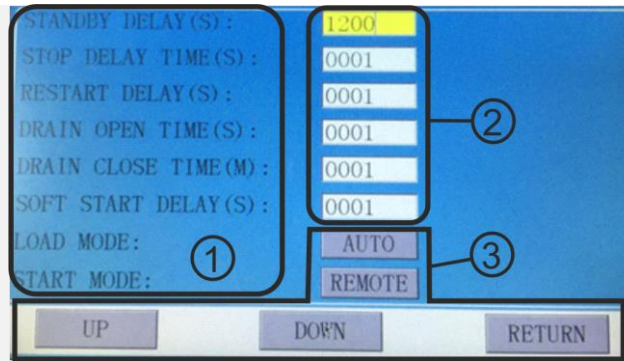 STANDBY DELAY(S): 1200
STOP DELAY TIME(S): 0001
RESTART DELAY(S): 0001
DRAIN OPEN TIME(S): 0001
DRAIN CLOSE TIME(M): 0001
SOFT START DELAY(S): 0001
LOAD MODE: AUTO
START MODE: REMOTE
UP DOWN RETURN
1
2
3